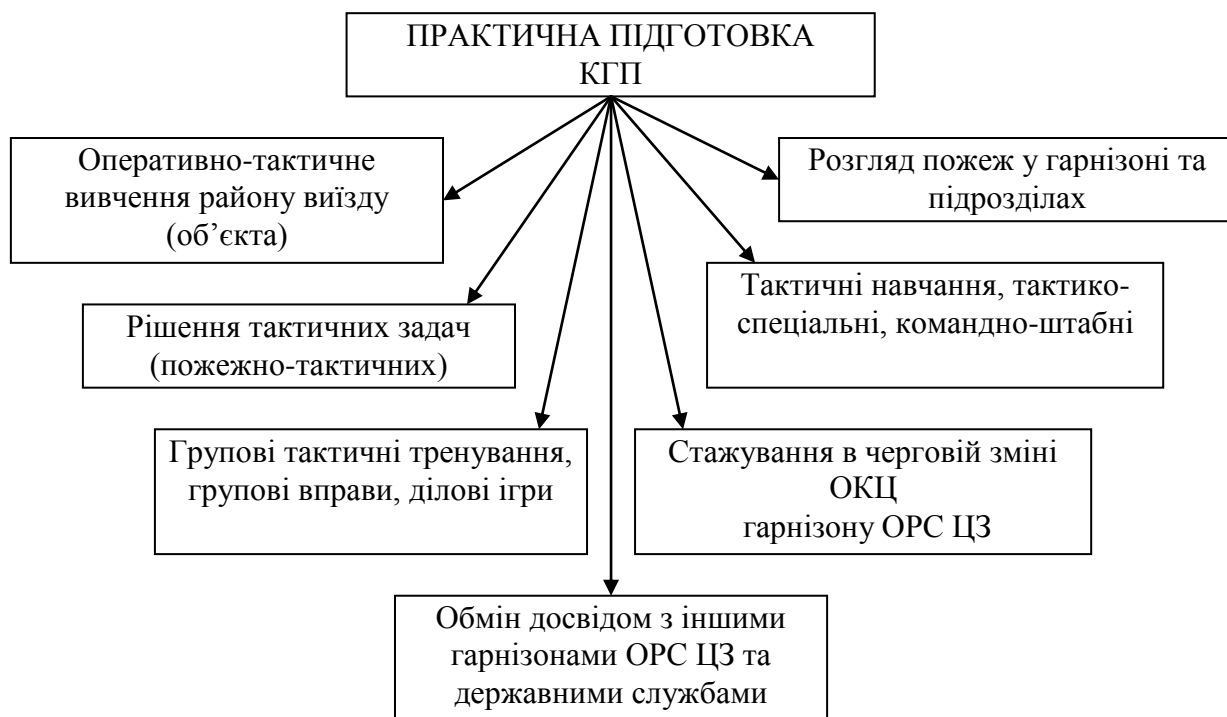 ПРАКТИЧНА ПІДГОТОВКА
КГП
Оперативно-тактичне
вивчення району виїзду
(об’єкта)
Розгляд пожеж у гарнізоні та
підрозділах
Рішення тактичних задач
(пожежно-тактичних)
Тактичні навчання, тактико-
спеціальні, командно-штабні
Групові тактичні тренування,
групові вправи, ділові ігри
Стажування в черговій зміні
ОКЦ
гарнізону ОРС ЦЗ
Обмін досвідом з іншими
гарнізонами ОРС ЦЗ та
державними службами